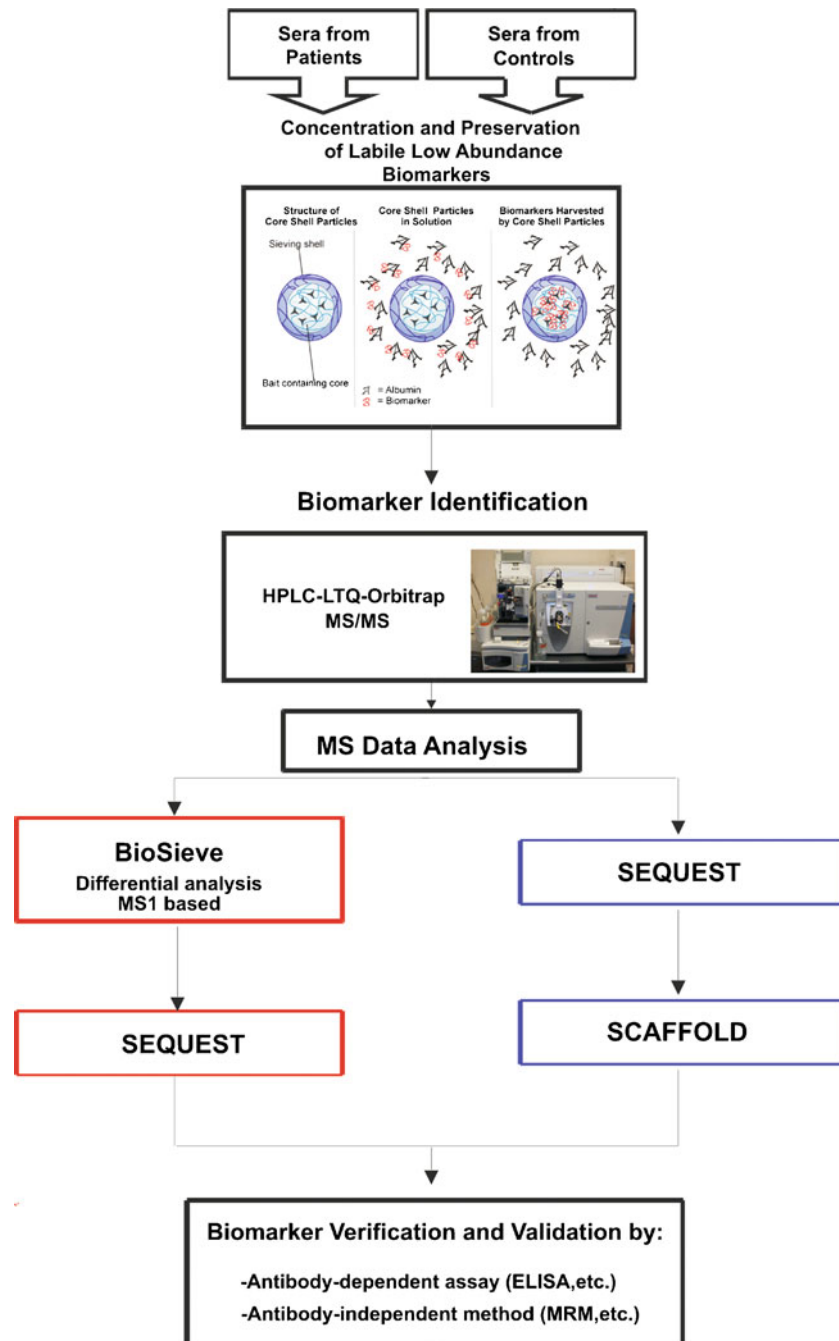 Sera from
Patients
Sera from
Controls
Concentration and Preservation
of Labile Low Abundance
Biomarkers
Structure of
Core Shell Particles
Core Shell Particles
in Solution
Biomarkers Harvested
by Core Shell Particles
Sieving shell
Bait containing core
= Albumin
= Biomarker
Biomarker Identification
HPLC-LTQ-Orbitrap
MS/MS
MS Data Analysis
BioSieve
Differential analysis
MS1 based
SEQUEST
SEQUEST
SCAFFOLD
Biomarker Verification and Validation by:
-Antibody-dependent assay (ELISA,etc.)
-Antibody-independent method (MRM,etc.)